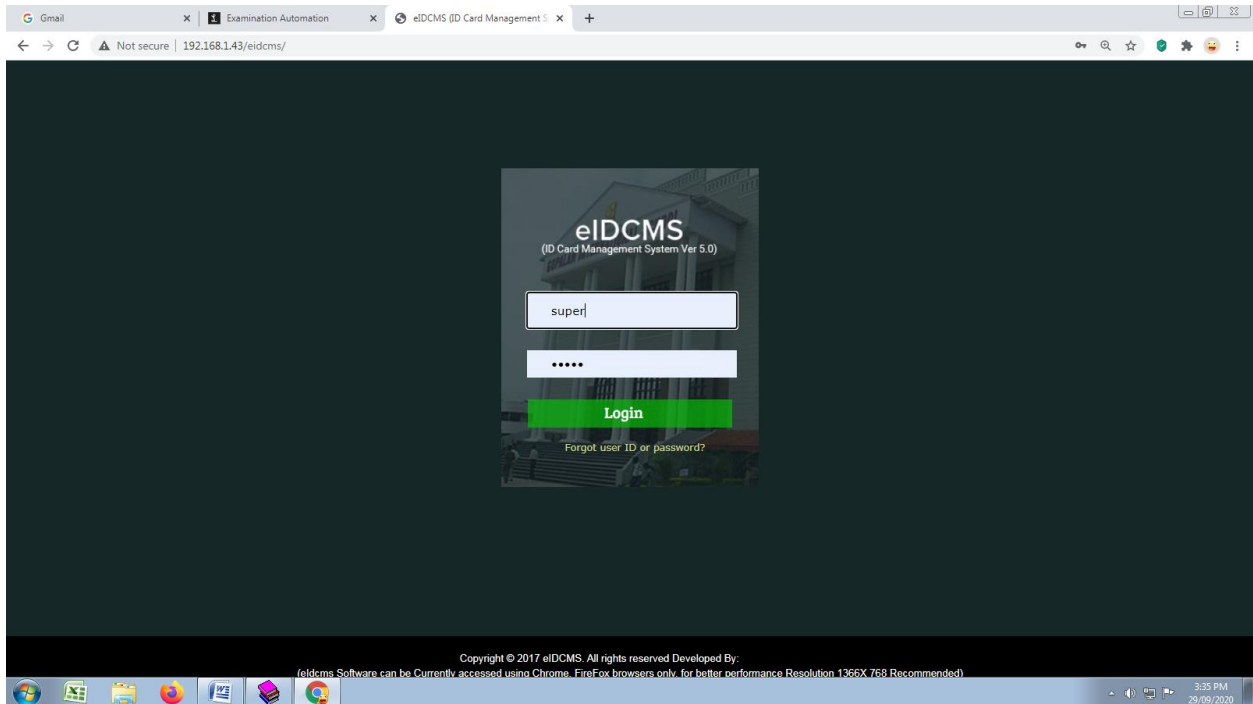 Gmail
Examination Automation
eIDCMS (ID Card Management S
Not secure
192.168.1.43/eidcms/
eIDCMS
(ID Card Management System Ver 5.0)
super
•••••
Login
Forgot user ID or password?
Copyright © 2017 eIDCMS. All rights reserved Developed By:
(eIdcms Software can be Currently accessed using Chrome, FireFox browsers only, for better performance Resolution 1366X 768 Recommended)
3:35 PM
29/09/2020